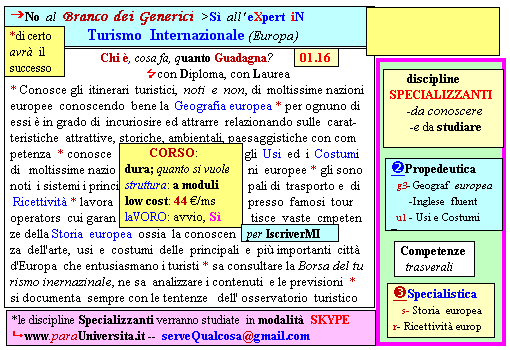 ➔No al Branco dei Generici >Sì all'eXpert iN
Turismo Internazionale (Europa)
*di certo
avrà il
successo
Chi è, cosa fa, quanto Guadagna? 01.16
con Diploma, con Laurea
* Conosce gli itinerari turistici, noti e non, di moltissime nazioni
europee conoscendo bene la Geografia europea * per ognuno di
essi è in grado di incuriosire ed attrarre relazionando sulle carat-
teristiche attrattive, storiche, ambientali, paesaggistiche con com
petenza * conosce gli Usi ed i Costumi
di moltissime nazio ni europee * gli sono
noti i sistemi i princi pali di trasporto e di
Ricettività * lavora presso famosi tour
operators cui garan tisce vaste cmpeten
ze della Storia europea ossia la conoscen
za dell'arte, usi e costumi delle principali e più importanti città
d'Europa che entusiasmano i turisti * sa consultare la Borsa del tu
rismo inernazinale, ne sa analizzare i contenuti e le previsioni *
si documenta sempre con le tentenze dell' osservatorio turistico
CORSO:
dura; quanto si vuole
struttura: a moduli
low cost: 44 €/ms
laVORO: avvio, Si
per IscriverMI
*le discipline Specializzanti verranno studiate in modalità SKYPE
www.paraUniversita.it -- serveQualcosa@gmail.com
discipline
SPECIALIZZANTI
-da conoscere
-e da studiare
❷Propedeutica
g3- Geograf europea
-Inglese fluent
u1 - Usi e Costumi
Competenze
trasverali
❸Specialistica
s- Storia europea
r- Ricettività europ